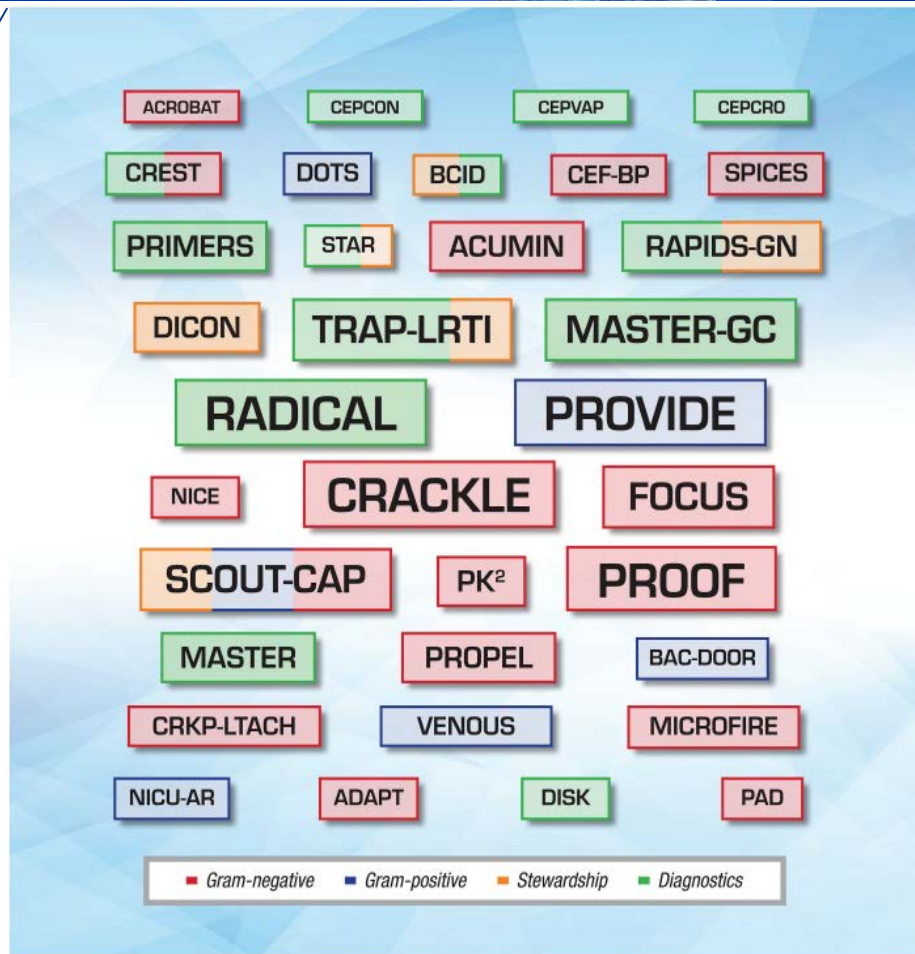 ACROBAT CEPCON CEPVAP CEPCRO
CREST DOTS BCID CEF-BP SPICES
PRIMERS STAR ACUMIN RAPIDS-GN
DICON TRAP-LRTI MASTER-GC
RADICAL PROVIDE
NICE CRACKLE FOCUS
SCOUT-CAP PK² PROOF
MASTER PROPEL BAC-DOOR
CRKP-LTACH VENOUS MICROFIRE
NICU-AR ADAPT DISK PAD
Gram-negative Gram-positive Stewardship Diagnostics